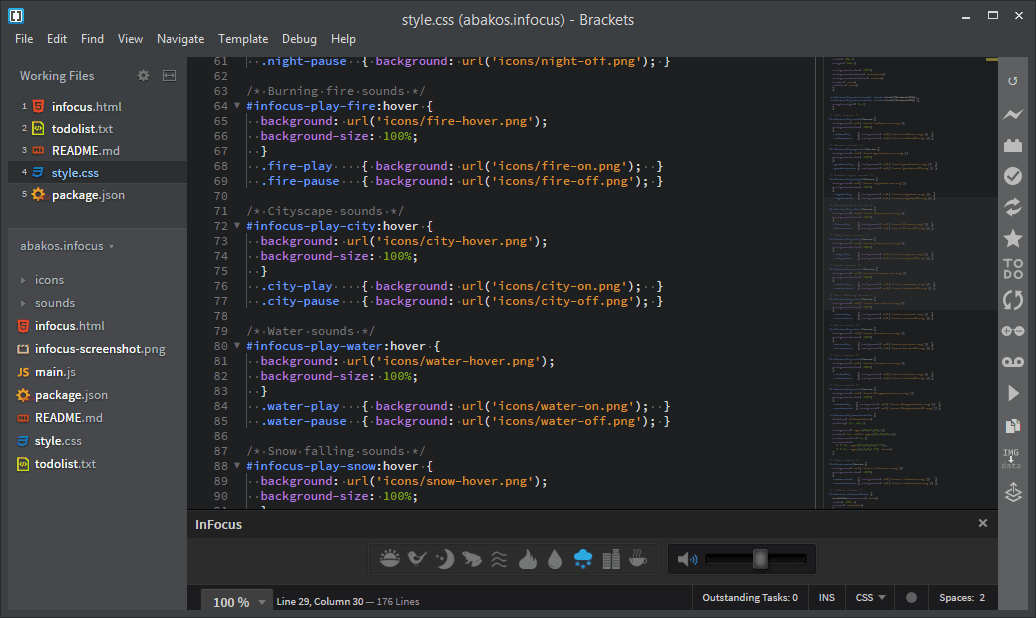 style.css (abakos.infocus) - Brackets
File Edit Find View Navigate Template Debug Help
Working Files
1 infocus.html
2 todolist.txt
3 README.md
4 style.css
5 package.json
abakos.infocus
icons
sounds
infocus.html
infocus-screenshot.png
JS main.js
package.json
README.md
style.css
todolist.txt
61 .night-pause { background: url('icons/night-off.png'); }
62
63 /* Burning fire sounds */
64 #infocus-play-fire:hover {
65 background: url('icons/fire-hover.png');
66 background-size: 100%;
67 }
68 .fire-play { background: url('icons/fire-on.png'); }
69 .fire-pause { background: url('icons/fire-off.png'); }
70
71 /* Cityscape sounds */
72 #infocus-play-city:hover {
73 background: url('icons/city-hover.png');
74 background-size: 100%;
75 }
76 .city-play { background: url('icons/city-on.png'); }
77 .city-pause { background: url('icons/city-off.png'); }
78
79 /* Water sounds */
80 #infocus-play-water:hover {
81 background: url('icons/water-hover.png');
82 background-size: 100%;
83 }
84 .water-play { background: url('icons/water-on.png'); }
85 .water-pause { background: url('icons/water-off.png'); }
86
87 /* Snow falling sounds */
88 #infocus-play-snow:hover {
89 background: url('icons/snow-hover.png');
90 background-size: 100%;
TO
DO
IMG
data
InFocus
100 % Line 29, Column 30 — 176 Lines
Outstanding Tasks: 0 INS CSS Spaces: 2